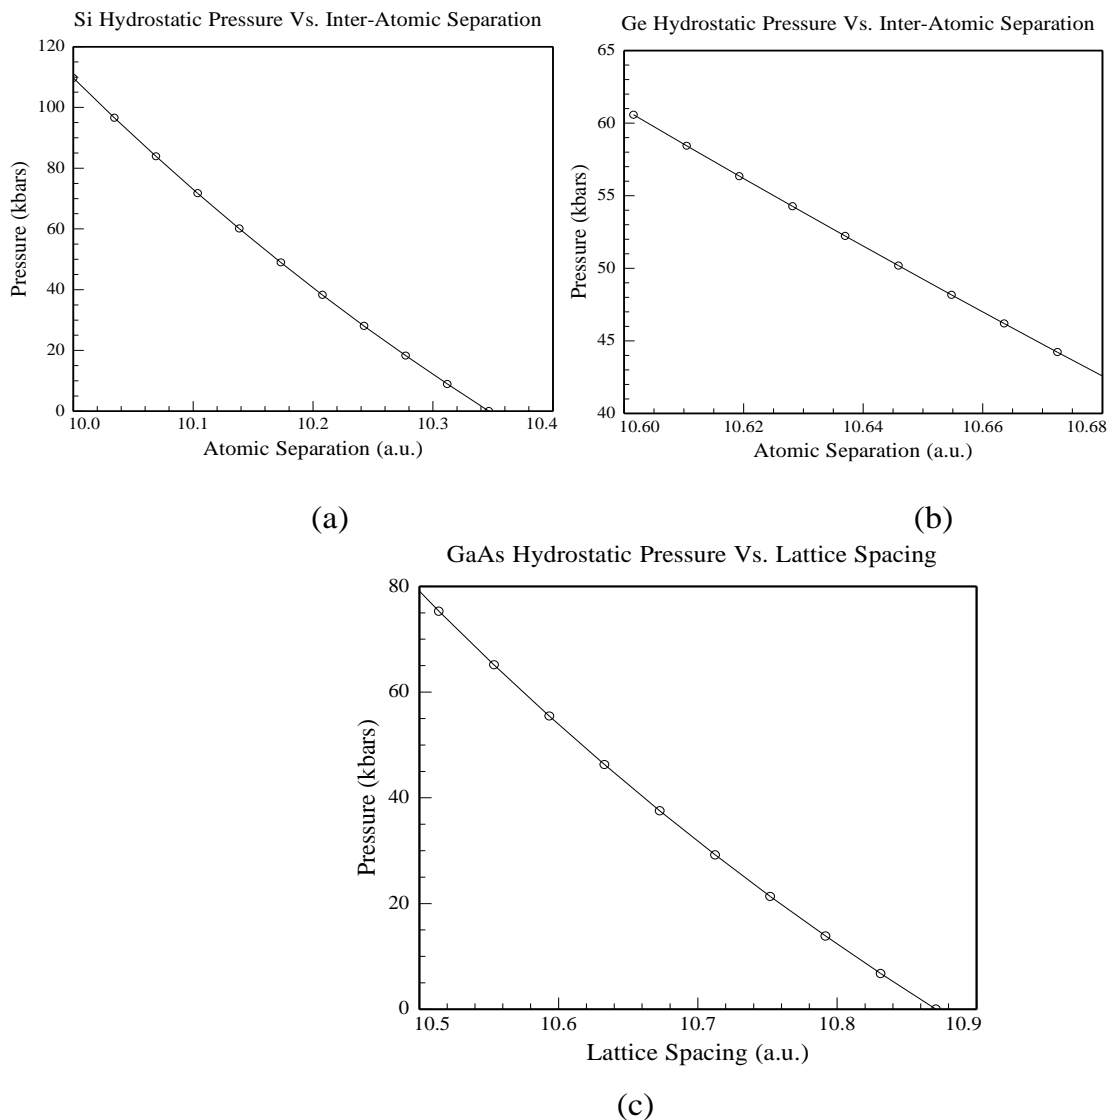 Si Hydrostatic Pressure Vs. Inter-Atomic Separation
120
100
80
60
40
20
0
Pressure (kbars)
10.0 10.1 10.2 10.3 10.4
Atomic Separation (a.u.)
(a)
Ge Hydrostatic Pressure Vs. Inter-Atomic Separation
65
60
55
50
45
40
Pressure (kbars)
10.60 10.62 10.64 10.66 10.68
Atomic Separation (a.u.)
(b)
GaAs Hydrostatic Pressure Vs. Lattice Spacing
80
60
40
20
0
Pressure (kbars)
10.5 10.6 10.7 10.8 10.9
Lattice Spacing (a.u.)
(c)